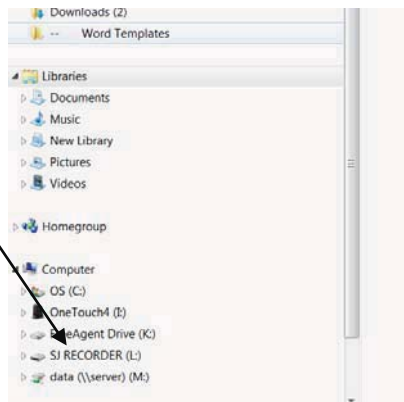 Downloads (2)
-- Word Templates
Libraries
Documents
Music
New Library
Pictures
Videos
Homegroup
Computer
OS (C:)
OneTouch4 (I:)
Drive (K:)
SJ RECORDER (L:)
data (\\server) (M:)